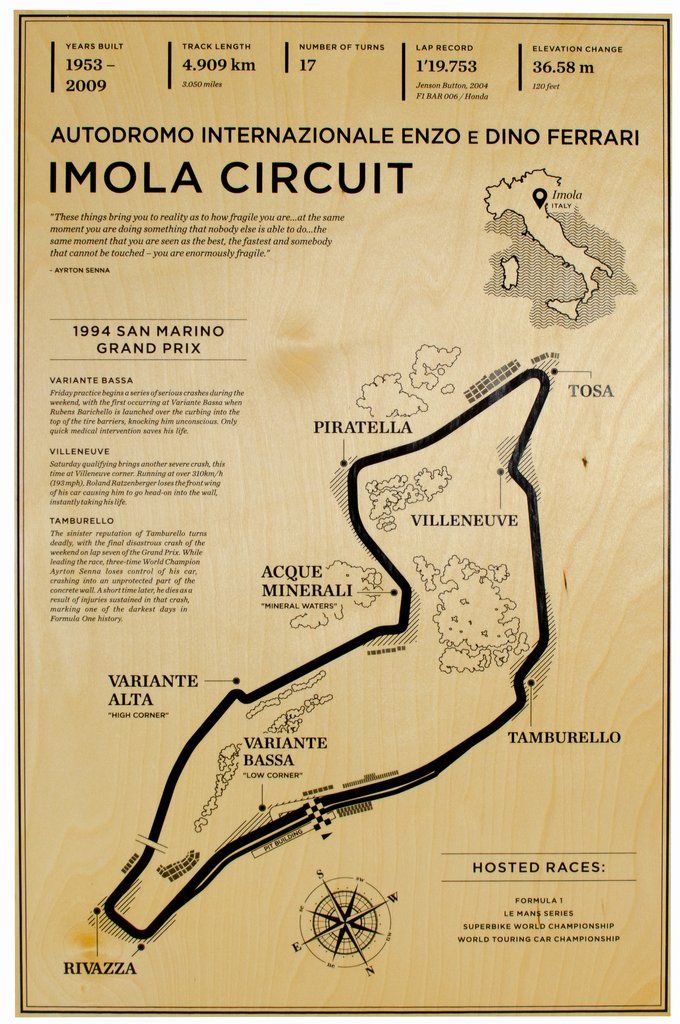 YEARS BUILT
1953 –
2009
TRACK LENGTH
4.909 km
3.050 miles
NUMBER OF TURNS
17
LAP RECORD
1'19.753
Jenson Button, 2004
F1 BAR 006 / Honda
ELEVATION CHANGE
36.58 m
120 feet
AUTODROMO INTERNAZIONALE ENZO E DINO FERRARI
IMOLA CIRCUIT
"These things bring you to reality as to how fragile you are...at the same
moment you are doing something that nobody else is able to do...the
same moment that you are seen as the best, the fastest and somebody
that cannot be touched – you are enormously fragile."
- AYRTON SENNA
Imola
ITALY
1994 SAN MARINO
GRAND PRIX
VARIANTE BASSA
Friday practice begins a series of serious crashes during the
weekend, with the first occurring at Variante Bassa when
Rubens Barichello is launched over the curbing into the
top of the tire barriers, knocking him unconscious. Only
quick medical intervention saves his life.
VILLENEUVE
Saturday qualifying brings another severe crash, this
time at Villeneuve corner. Running at over 310km/h
(193 mph), Roland Ratzenberger loses the front wing
of his car causing him to go head-on into the wall,
instantly taking his life.
TAMBURELLO
The sinister reputation of Tamburello turns
deadly, with the final disastrous crash of the
weekend on lap seven of the Grand Prix. While
leading the race, three-time World Champion
Ayrton Senna loses control of his car,
crashing into an unprotected part of the
concrete wall. A short time later, he dies as a
result of injuries sustained in that crash,
marking one of the darkest days in
Formula One history.
TOSA
PIRATELLA
VILLENEUVE
ACQUE
MINERALI
"MINERAL WATERS"
VARIANTE
ALTA
"HIGH CORNER"
VARIANTE
BASSA
"LOW CORNER"
TAMBURELLO
PIT BUILDING
RIVAZZA
S
sw
W
nw
N
ne
E
se
HOSTED RACES:
FORMULA 1
LE MANS SERIES
SUPERBIKE WORLD CHAMPIONSHIP
WORLD TOURING CAR CHAMPIONSHIP